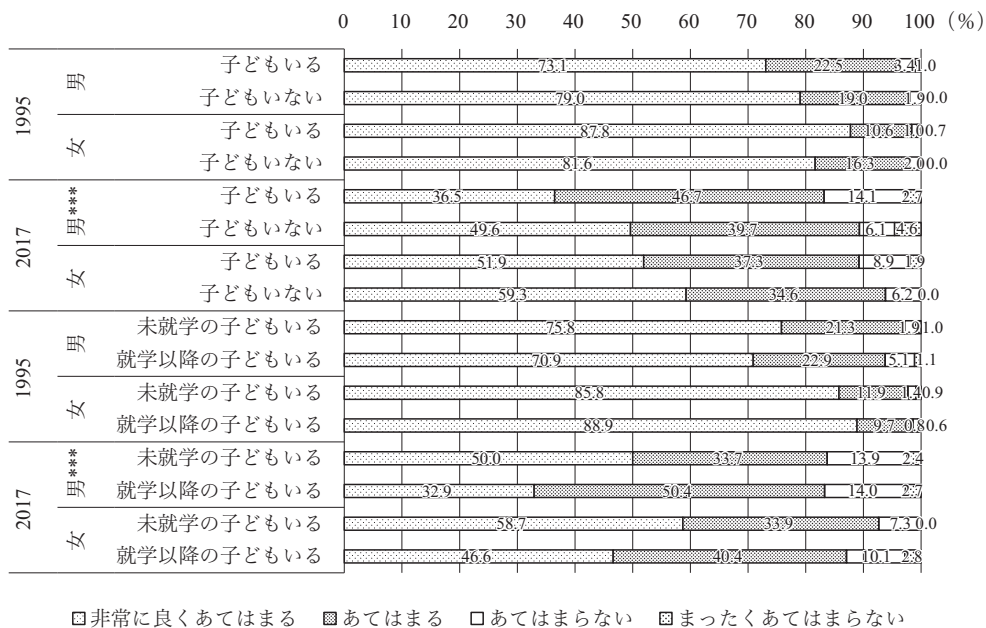 0 10 20 30 40 50 60 70 80 90 100 (%)
1995
男
子どもいる 73.1 22.5 3.4 1.0
子どもいない 79.0 19.0 1.9 0.0
女
子どもいる 87.8 10.6 1.0 0.7
子どもいない 81.6 16.3 2.0 0.0
2017
男***
子どもいる 36.5 46.7 14.1 2.7
子どもいない 49.6 39.7 6.1 4.6
女
子どもいる 51.9 37.3 8.9 1.9
子どもいない 59.3 34.6 6.2 0.0
1995
男
未就学の子どもいる 75.8 21.3 1.9 1.0
就学以降の子どもいる 70.9 22.9 5.1 1.1
女
未就学の子どもいる 85.8 11.9 1.4 0.9
就学以降の子どもいる 88.9 9.7 0.8 0.6
2017
男***
未就学の子どもいる 50.0 33.7 13.9 2.4
就学以降の子どもいる 32.9 50.4 14.0 2.7
女
未就学の子どもいる 58.7 33.9 7.3 0.0
就学以降の子どもいる 46.6 40.4 10.1 2.8
非常に良くあてはまる あてはまる あてはまらない まったくあてはまらない